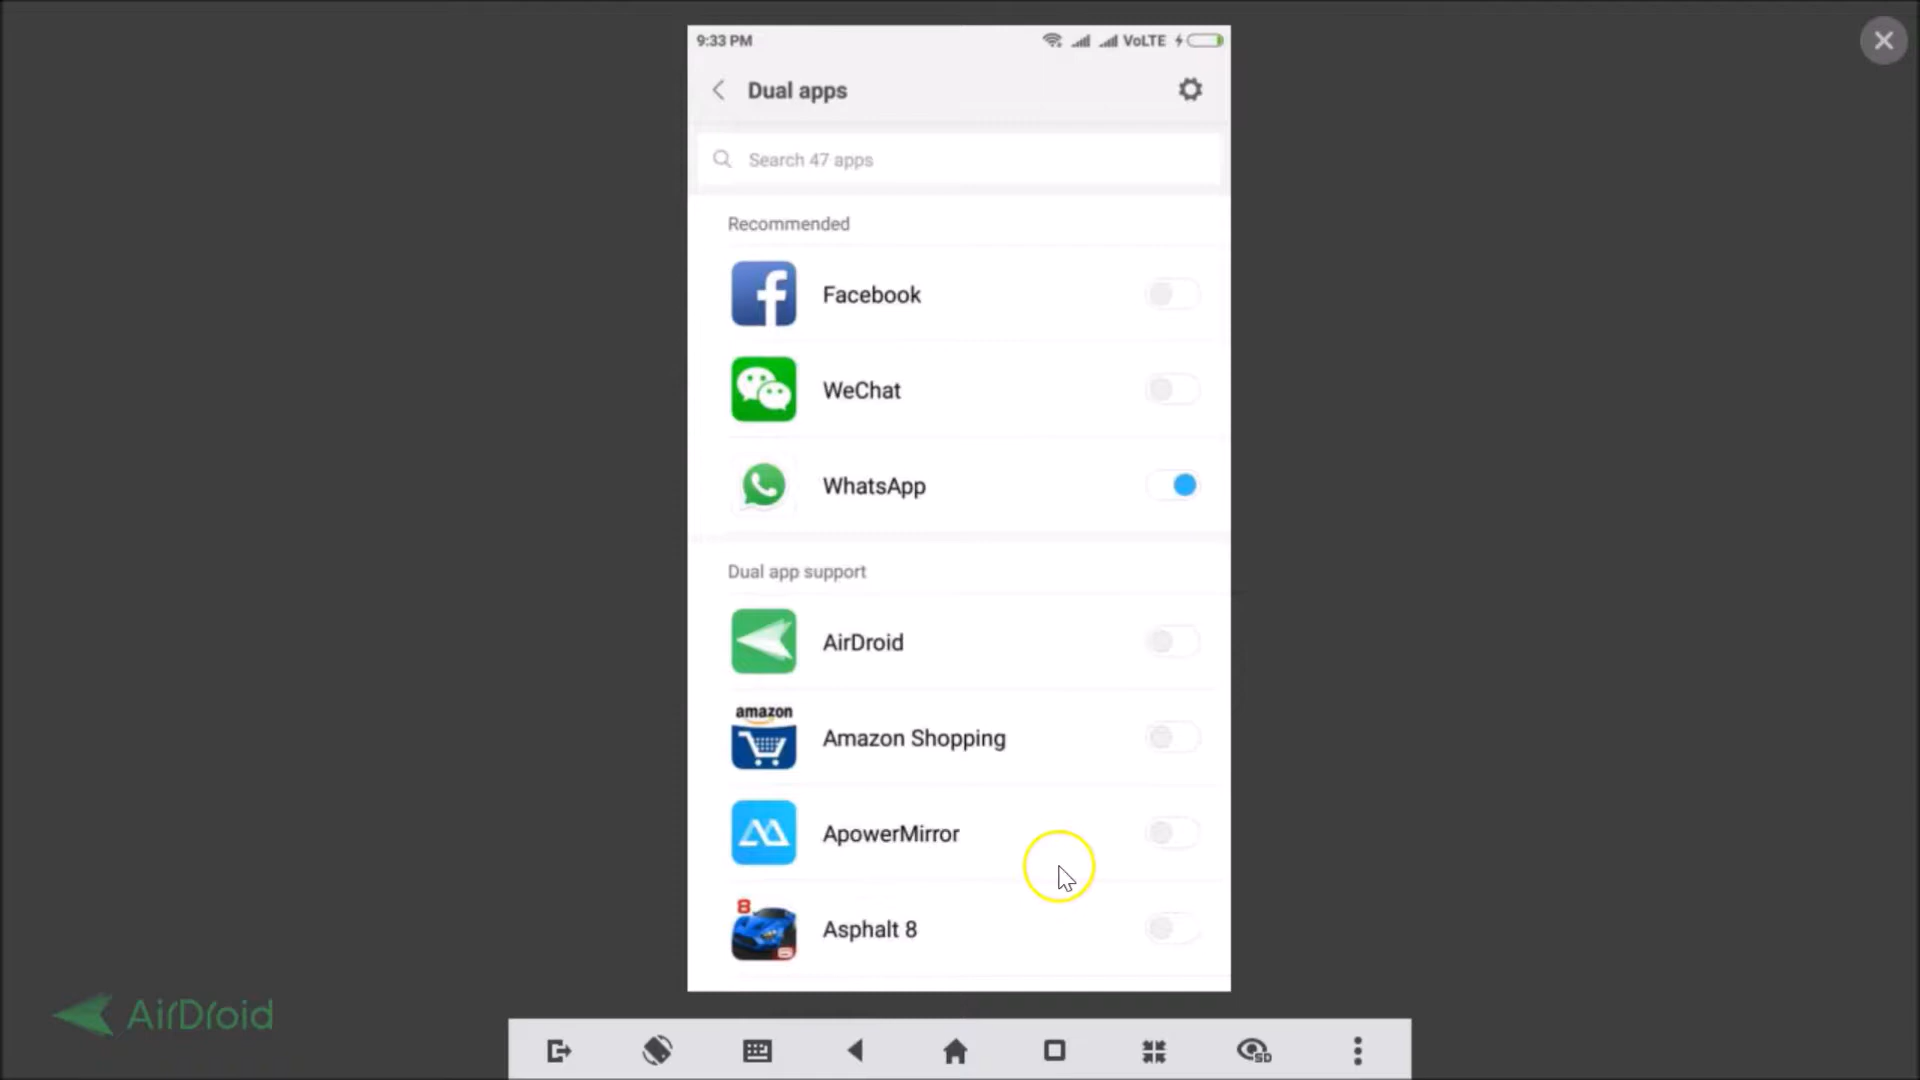 9:33 PM VoLTE
Dual apps
Search 47 apps
Recommended
Facebook
WeChat
WhatsApp
Dual app support
AirDroid
amazon
Amazon Shopping
ApowerMirror
8
Asphalt 8
AirDroid
SD